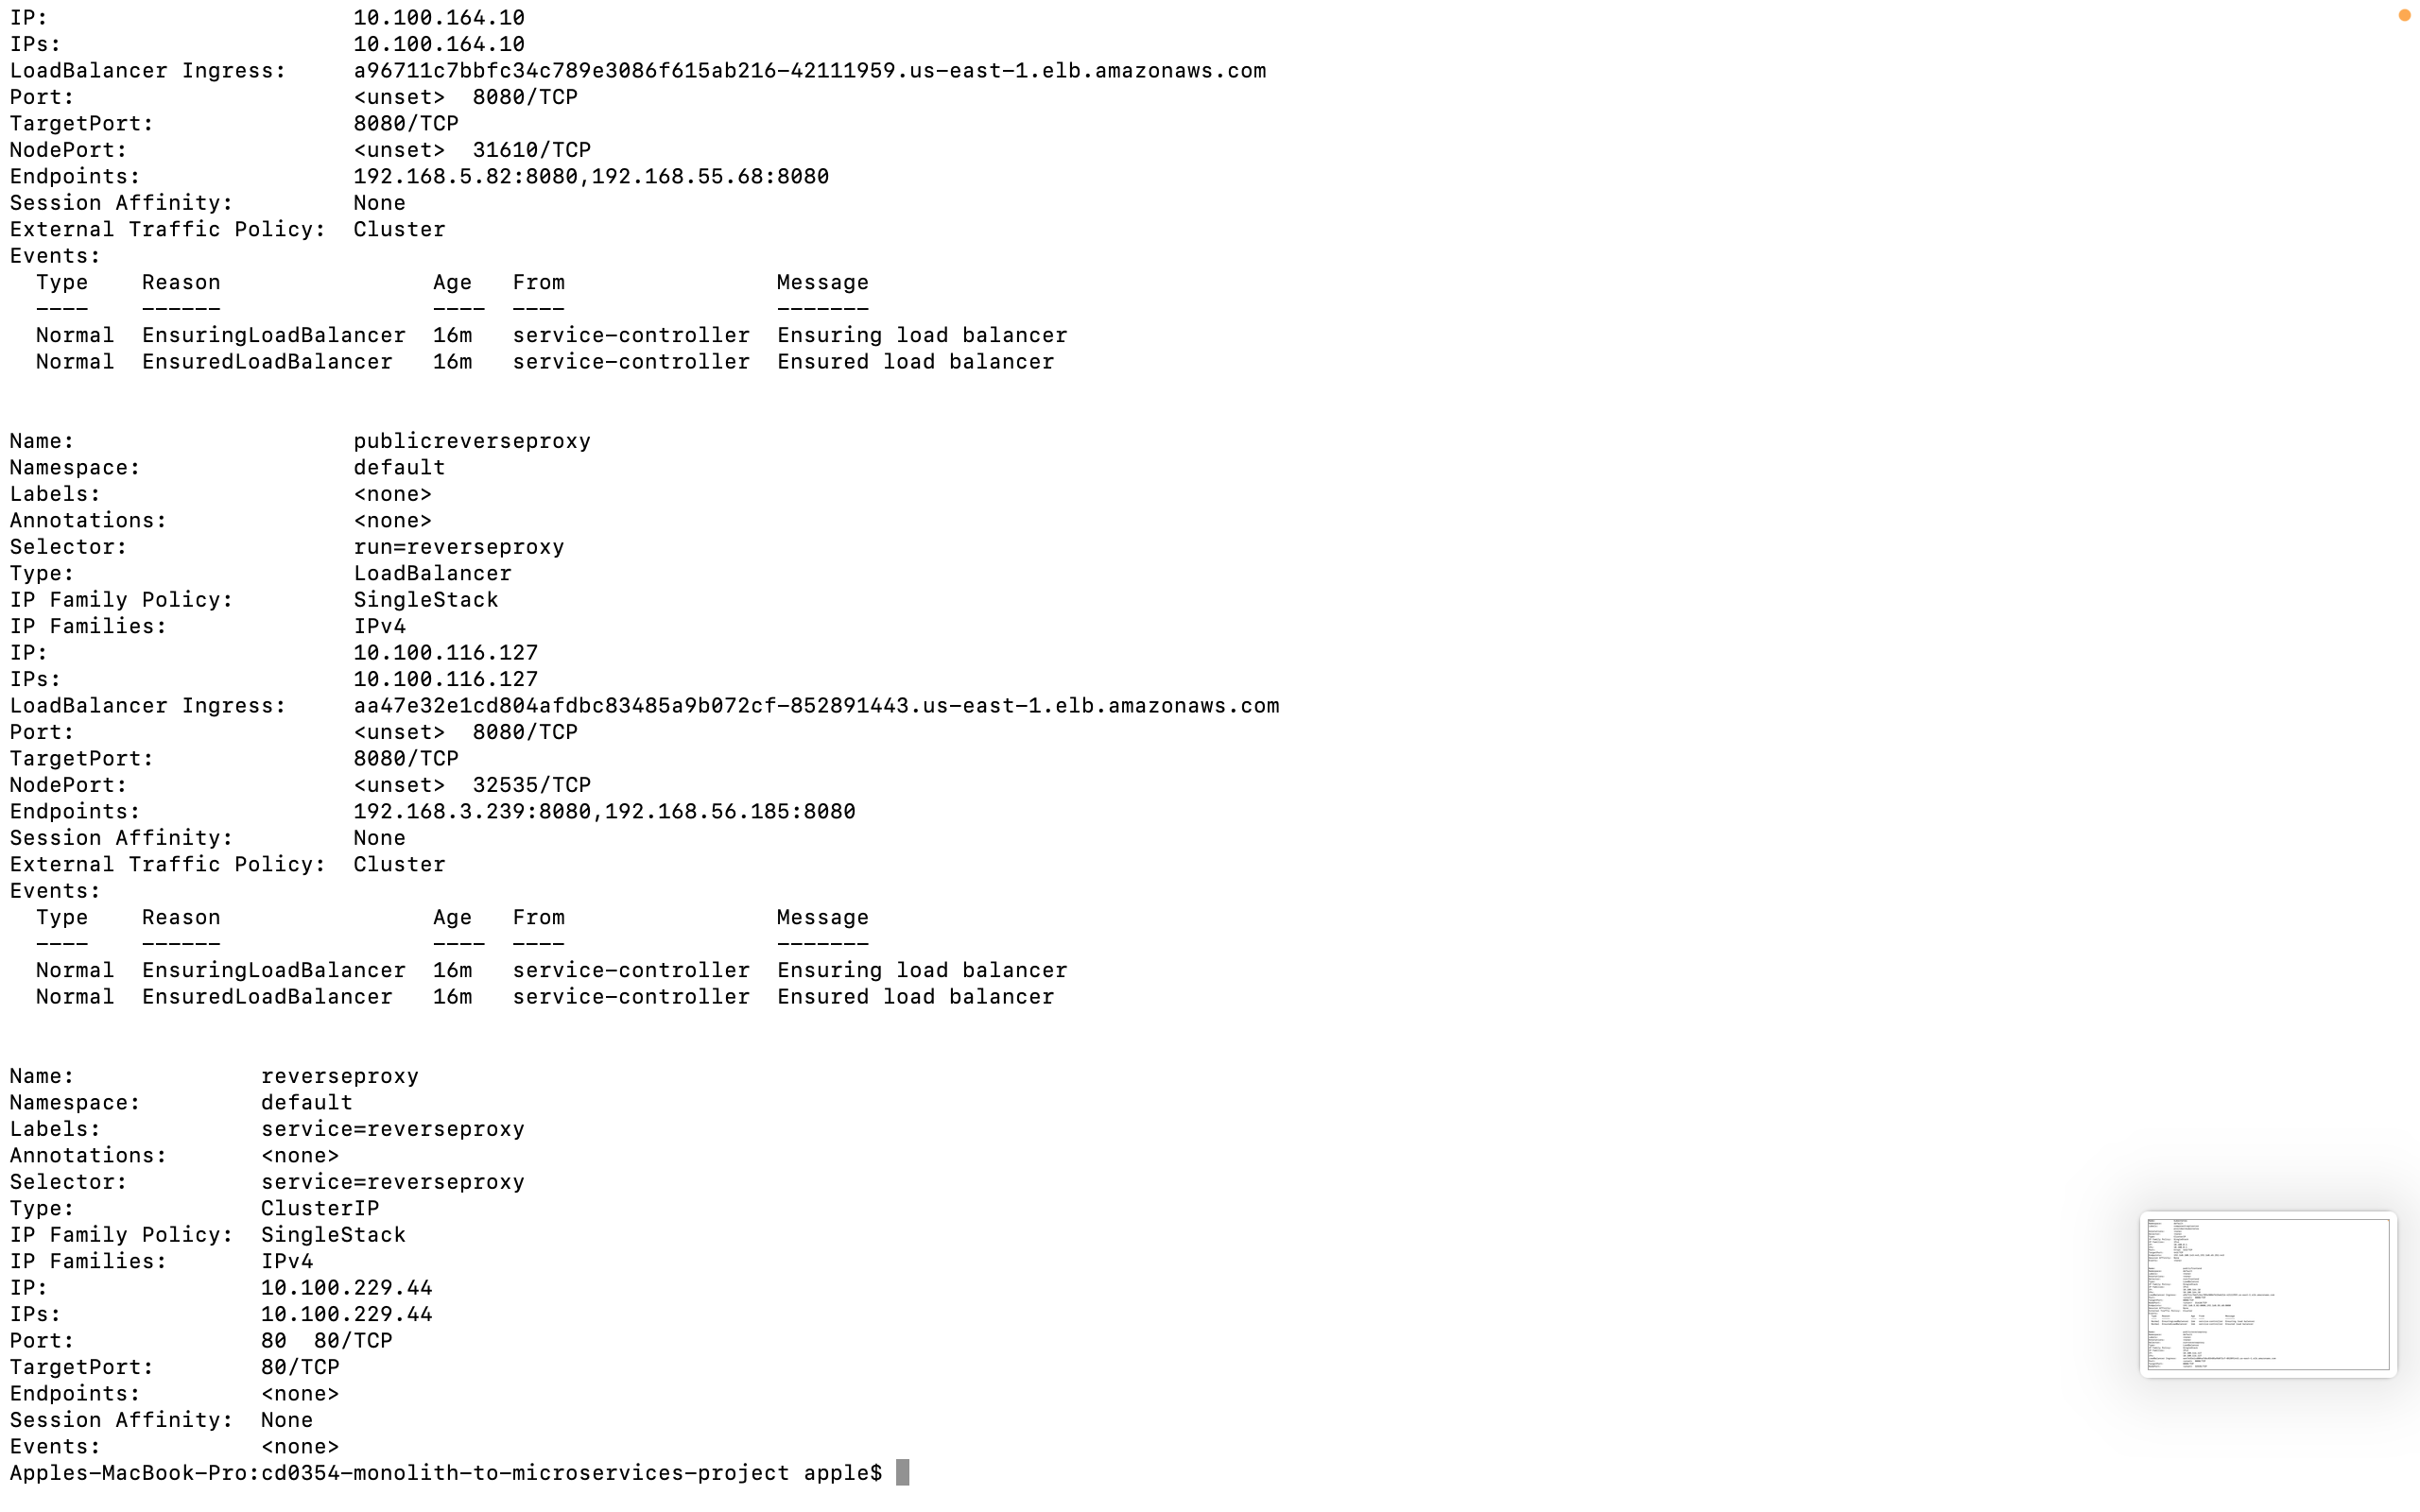 IP:                       10.100.164.10
IPs:                      10.100.164.10
LoadBalancer Ingress:     a96711c7bbfc34c789e3086f615ab216-42111959.us-east-1.elb.amazonaws.com
Port:                     <unset>  8080/TCP
TargetPort:               8080/TCP
NodePort:                 <unset>  31610/TCP
Endpoints:                192.168.5.82:8080,192.168.55.68:8080
Session Affinity:         None
External Traffic Policy:  Cluster
Events:
  Type    Reason                Age   From                Message
  ----    ------                ----  ----                -------
  Normal  EnsuringLoadBalancer  16m   service-controller  Ensuring load balancer
  Normal  EnsuredLoadBalancer   16m   service-controller  Ensured load balancer
Name:                     publicreverseproxy
Namespace:                default
Labels:                   <none>
Annotations:              <none>
Selector:                 run=reverseproxy
Type:                     LoadBalancer
IP Family Policy:         SingleStack
IP Families:              IPv4
IP:                       10.100.116.127
IPs:                      10.100.116.127
LoadBalancer Ingress:     aa47e32e1cd804afdbc83485a9b072cf-852891443.us-east-1.elb.amazonaws.com
Port:                     <unset>  8080/TCP
TargetPort:               8080/TCP
NodePort:                 <unset>  32535/TCP
Endpoints:                192.168.3.239:8080,192.168.56.185:8080
Session Affinity:         None
External Traffic Policy:  Cluster
Events:
  Type    Reason                Age   From                Message
  ----    ------                ----  ----                -------
  Normal  EnsuringLoadBalancer  16m   service-controller  Ensuring load balancer
  Normal  EnsuredLoadBalancer   16m   service-controller  Ensured load balancer
Name:              reverseproxy
Namespace:         default
Labels:            service=reverseproxy
Annotations:       <none>
Selector:          service=reverseproxy
Type:              ClusterIP
IP Family Policy:  SingleStack
IP Families:       IPv4
IP:                10.100.229.44
IPs:               10.100.229.44
Port:              80  80/TCP
TargetPort:        80/TCP
Endpoints:         <none>
Session Affinity:  None
Events:            <none>
Apples-MacBook-Pro:cd0354-monolith-to-microservices-project apple$